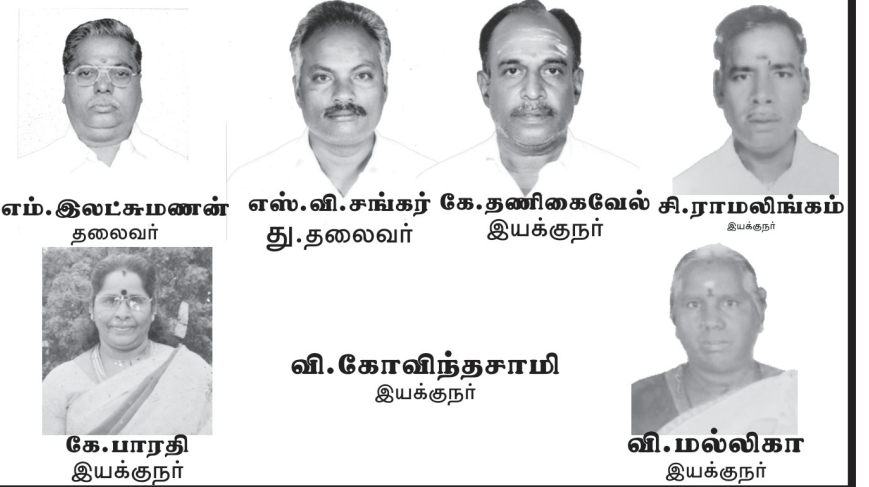 எம்.இலட்சுமணன்
தலைவர்
எஸ்.வி.சங்கர்
து.தலைவர்
கே.தணிகைவேல்
இயக்குநர்
சி.ராமலிங்கம்
இயக்குநர்
கே.பாரதி
இயக்குநர்
வி.கோவிந்தசாமி
இயக்குநர்
வி.மல்லிகா
இயக்குநர்